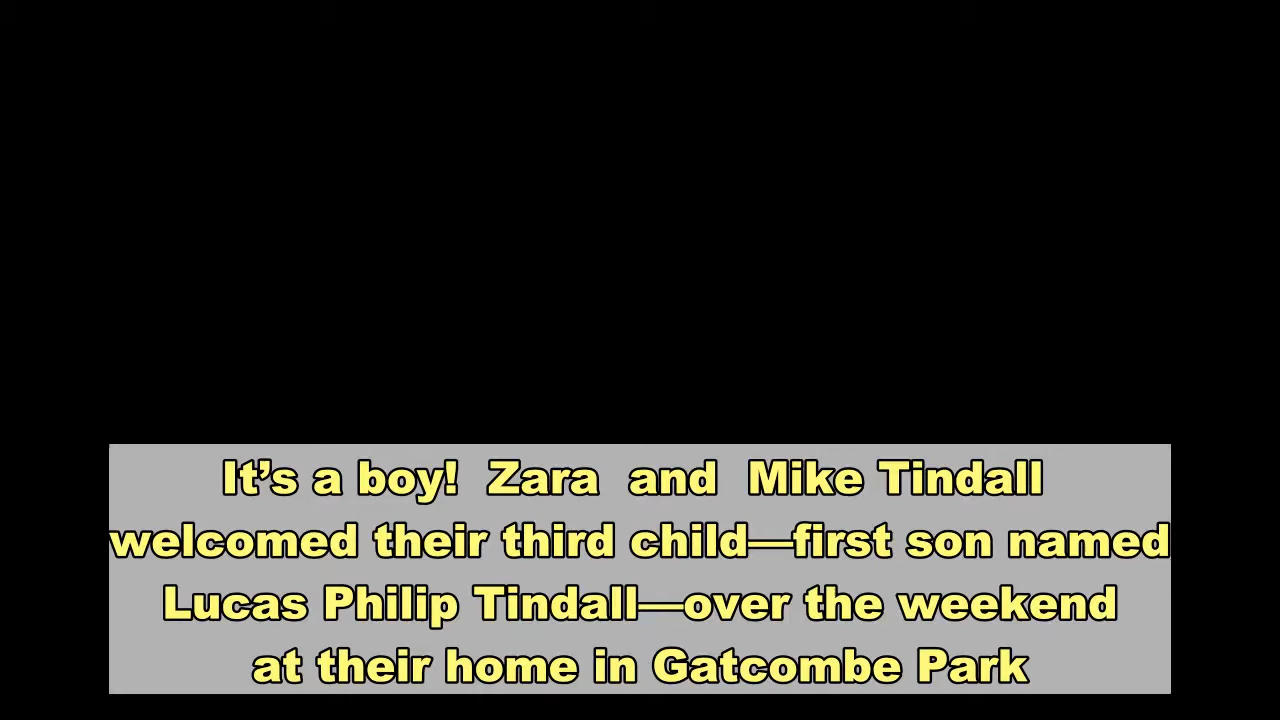 It’s a boy! Zara and Mike Tindall
welcomed their third child—first son named
Lucas Philip Tindall—over the weekend
at their home in Gatcombe Park